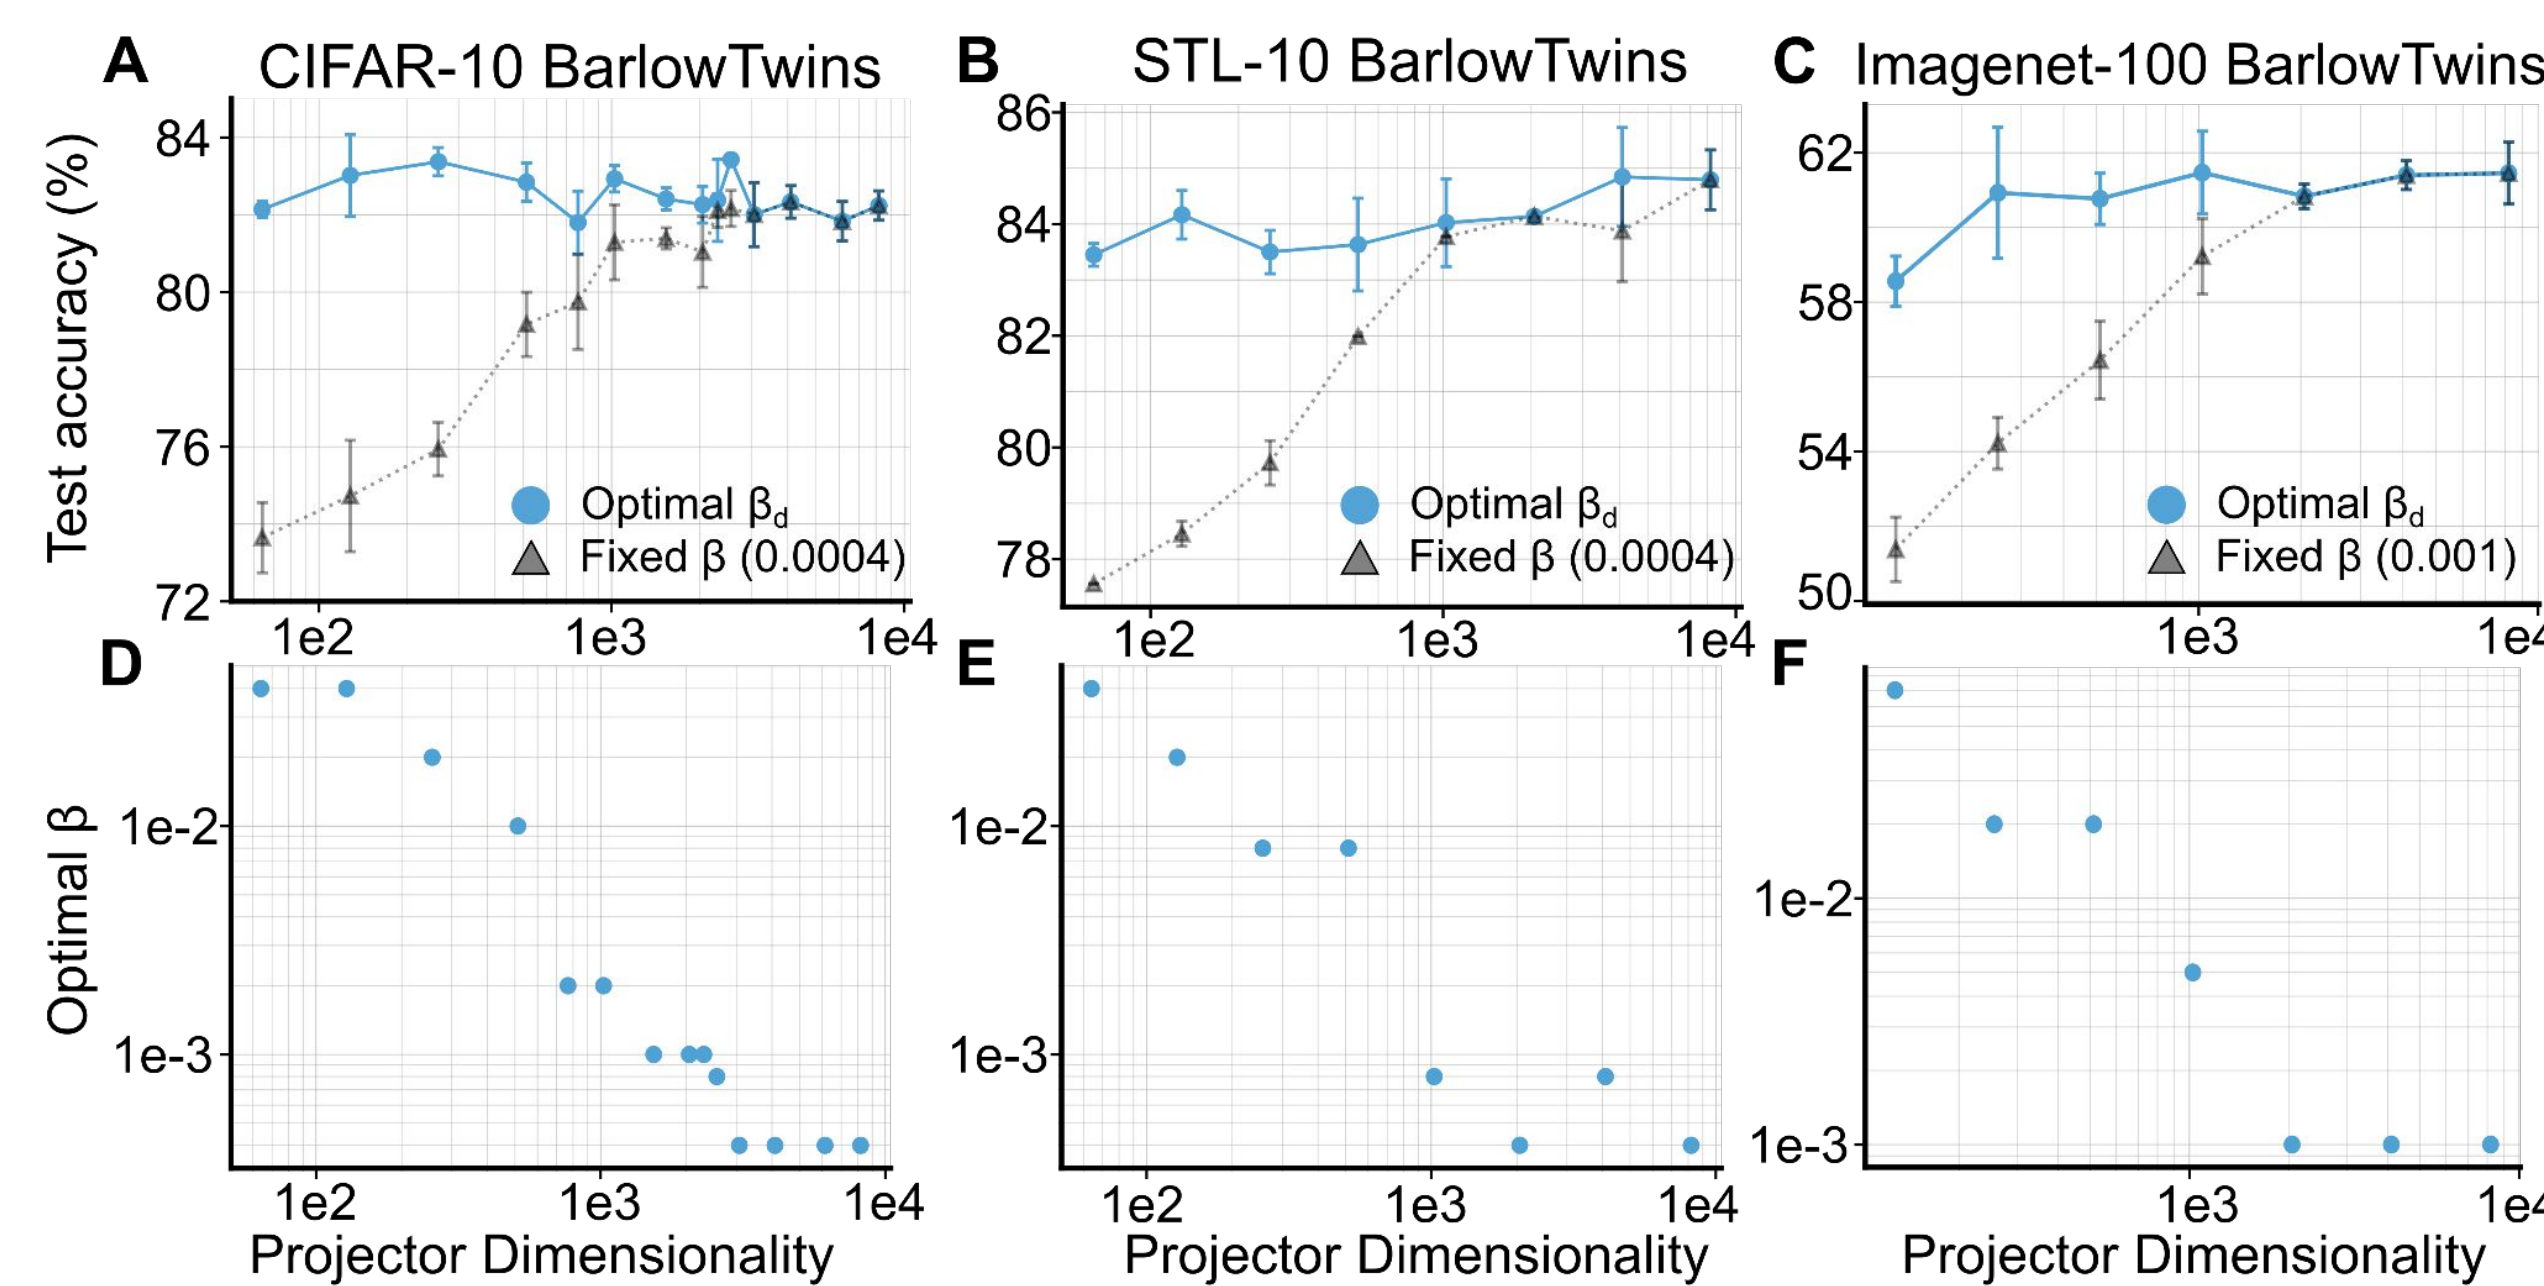 A CIFAR-10 BarlowTwins
B STL-10 BarlowTwins
C Imagenet-100 BarlowTwins
Test accuracy (%)
84
80
76
72
1e2 1e3 1e4
Optimal βd
Fixed β (0.0004)
86
84
82
80
78
1e2 1e3 1e4
Optimal βd
Fixed β (0.0004)
62
58
54
50
1e3 1e4
Optimal βd
Fixed β (0.001)
D
Optimal β
1e-2
1e-3
1e2 1e3 1e4
Projector Dimensionality
E
1e-2
1e-3
1e2 1e3 1e4
Projector Dimensionality
F
1e-2
1e-3
1e3 1e4
Projector Dimensionality